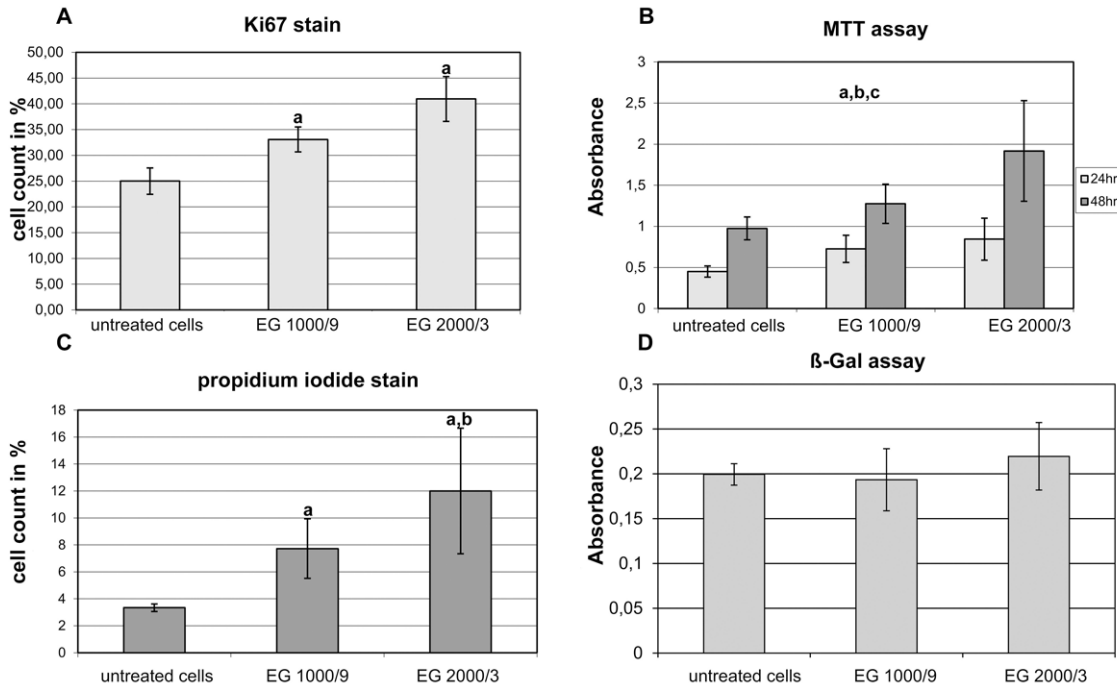 A
Ki67 stain
cell count in %
50,00
45,00
40,00
35,00
30,00
25,00
20,00
15,00
10,00
5,00
0,00
a
a
untreated cells EG 1000/9 EG 2000/3
B
MTT assay
Absorbance
3
2,5
2
1,5
1
0,5
0
a,b,c
24hr
48hr
untreated cells EG 1000/9 EG 2000/3
C
propidium iodide stain
cell count in %
18
16
14
12
10
8
6
4
2
0
a
a,b
untreated cells EG 1000/9 EG 2000/3
D
ß-Gal assay
Absorbance
0,3
0,25
0,2
0,15
0,1
0,05
0
untreated cells EG 1000/9 EG 2000/3